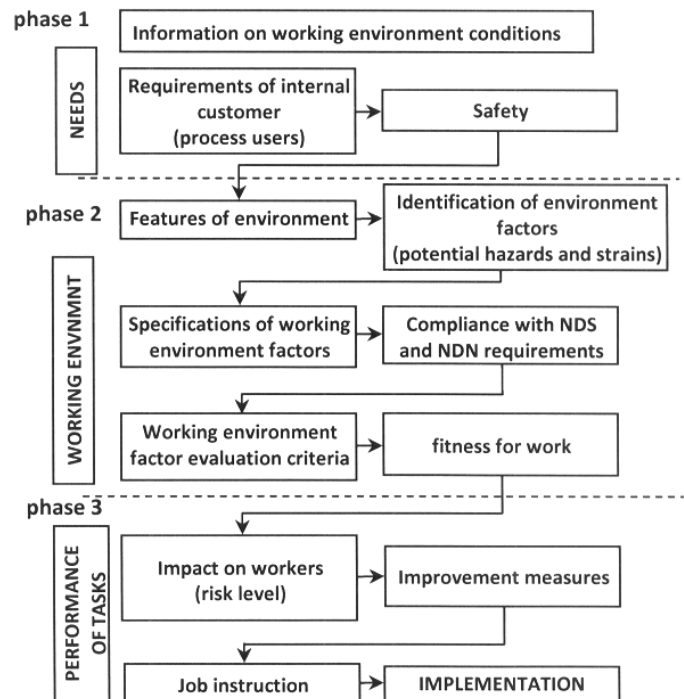 phase 1
Information on working environment conditions
NEEDS
Requirements of internal
customer
(process users)
Safety
phase 2
Features of environment
Identification of environment
factors
(potential hazards and strains)
WORKING ENVNMNT
Specifications of working
environment factors
Compliance with NDS
and NDN requirements
Working environment
factor evaluation criteria
fitness for work
phase 3
PERFORMANCE
OF TASKS
Impact on workers
(risk level)
Improvement measures
Job instruction
IMPLEMENTATION